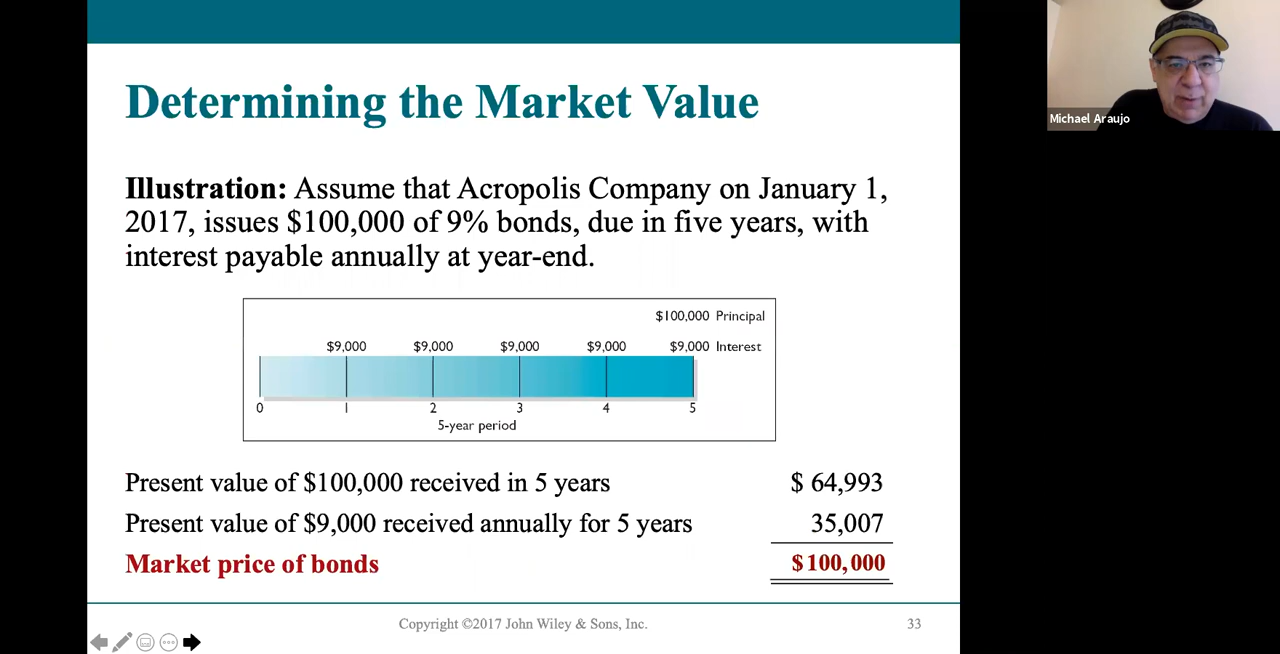 Determining the Market Value
Michael Araujo
Illustration: Assume that Acropolis Company on January 1,
2017, issues $100,000 of 9% bonds, due in five years, with
interest payable annually at year-end.
$100,000 Principal
$9,000 $9,000 $9,000 $9,000 $9,000 Interest
0 1 2 3 4 5
5-year period
Present value of $100,000 received in 5 years $ 64,993
Present value of $9,000 received annually for 5 years 35,007
Market price of bonds $100,000
Copyright ©2017 John Wiley & Sons, Inc. 33